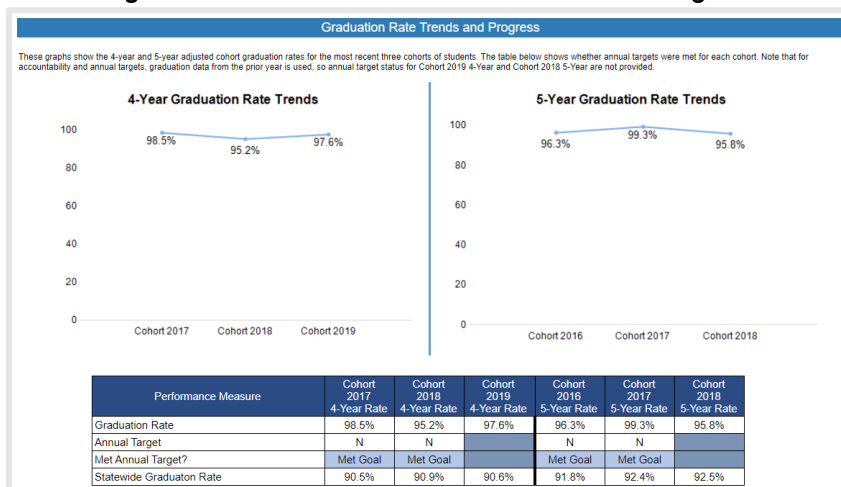 Graduation Rate Trends and Progress
These graphs show the 4-year and 5-year adjusted cohort graduation rates for the most recent three cohorts of students. The table below shows whether annual targets were met for each cohort. Note that for
accountability and annual targets, graduation data from the prior year is used, so annual target status for Cohort 2019 4-Year and Cohort 2018 5-Year are not provided.
4-Year Graduation Rate Trends
100
98.5%
95.2%
97.6%
80
60
40
20
0
Cohort 2017 Cohort 2018 Cohort 2019
5-Year Graduation Rate Trends
100
96.3%
99.3%
95.8%
80
60
40
20
0
Cohort 2016 Cohort 2017 Cohort 2018
Performance Measure Cohort 2017 4-Year Rate Cohort 2018 4-Year Rate Cohort 2019 4-Year Rate Cohort 2016 5-Year Rate Cohort 2017 5-Year Rate Cohort 2018 5-Year Rate
Graduation Rate 98.5% 95.2% 97.6% 96.3% 99.3% 95.8%
Annual Target N N N N
Met Annual Target? Met Goal Met Goal Met Goal Met Goal
Statewide Graduaton Rate 90.5% 90.9% 90.6% 91.8% 92.4% 92.5%